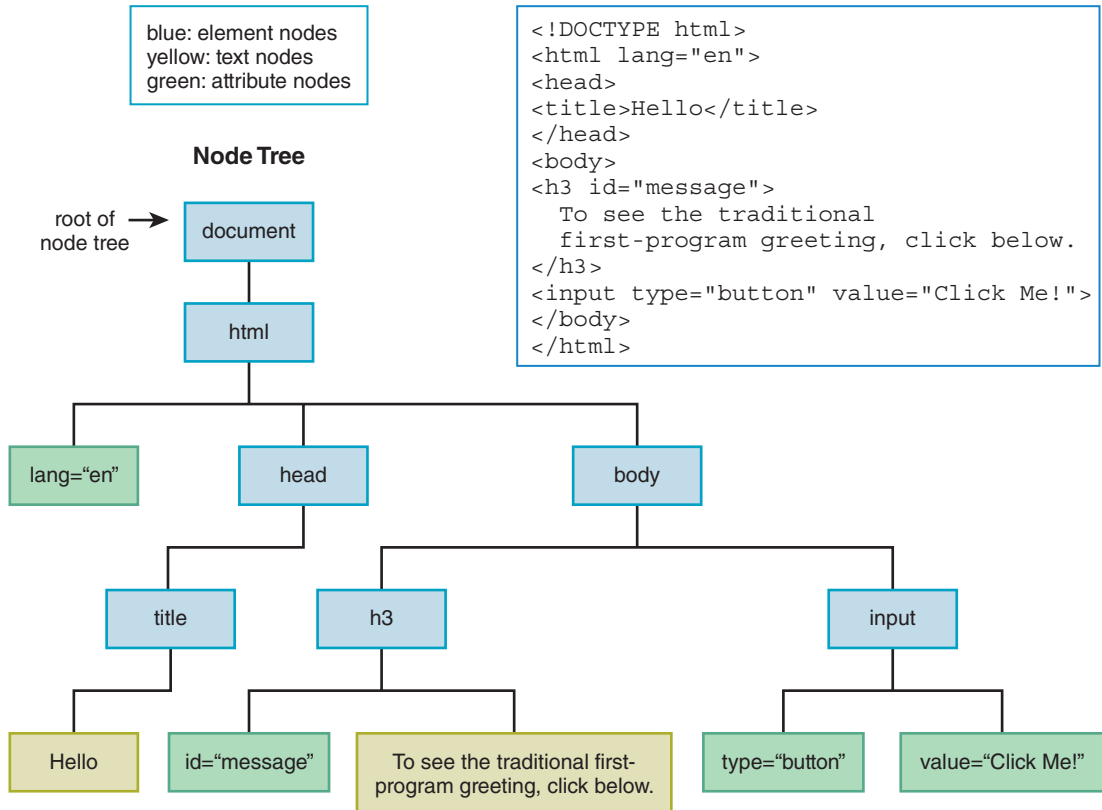 blue: element nodes
yellow: text nodes
green: attribute nodes
<!DOCTYPE html>
<html lang="en">
<head>
<title>Hello</title>
</head>
<body>
<h3 id="message">
  To see the traditional
  first-program greeting, click below.
</h3>
<input type="button" value="Click Me!">
</body>
</html>
Node Tree
root of
node tree
document
html
lang=“en”
head
body
title
h3
input
Hello
id=“message”
To see the traditional first-
program greeting, click below.
type=“button”
value=“Click Me!”